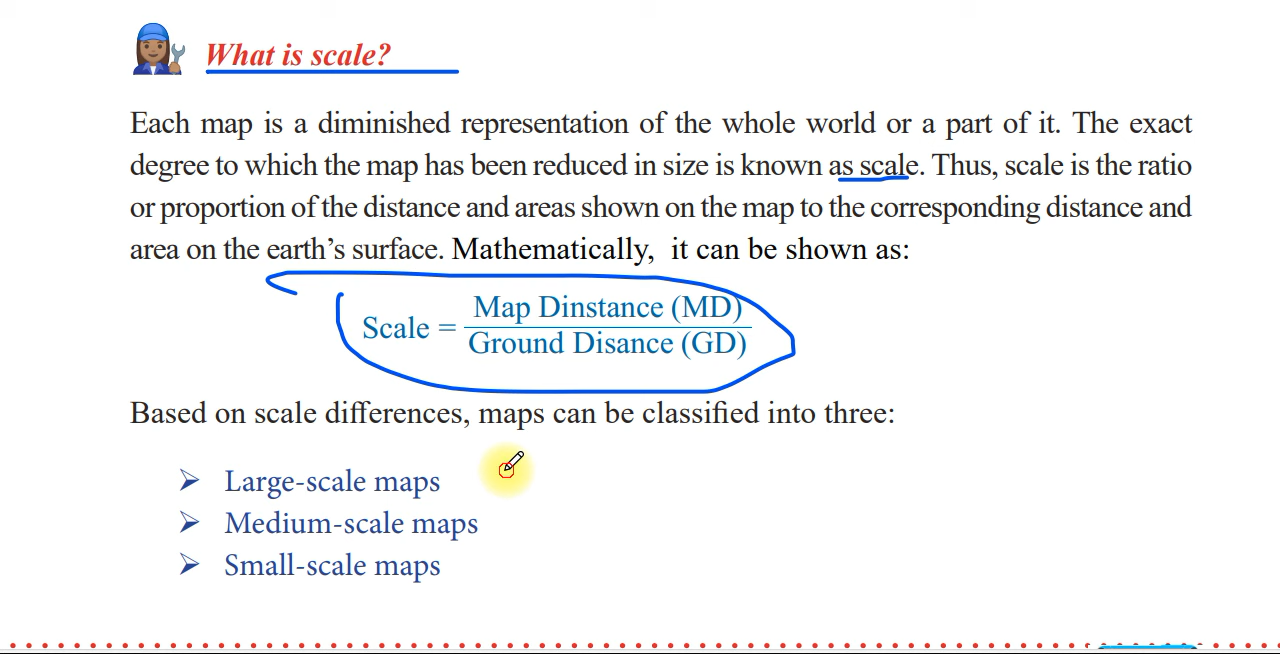 What is scale?
Each map is a diminished representation of the whole world or a part of it. The exact
degree to which the map has been reduced in size is known as scale. Thus, scale is the ratio
or proportion of the distance and areas shown on the map to the corresponding distance and
area on the earth’s surface. Mathematically, it can be shown as:
Scale = Map Dinstance (MD)
Ground Disance (GD)
Based on scale differences, maps can be classified into three:
➢ Large-scale maps
➢ Medium-scale maps
➢ Small-scale maps